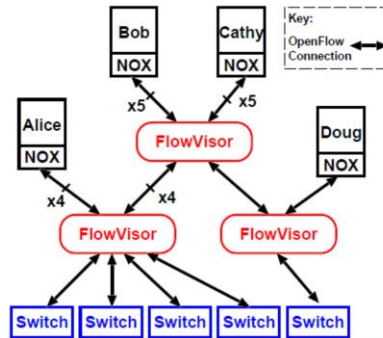 Bob
NOX
Cathy
NOX
Key:
OpenFlow
Connection
x5
x5
Alice
NOX
FlowVisor
Doug
NOX
x4
x4
FlowVisor
FlowVisor
Switch
Switch
Switch
Switch
Switch